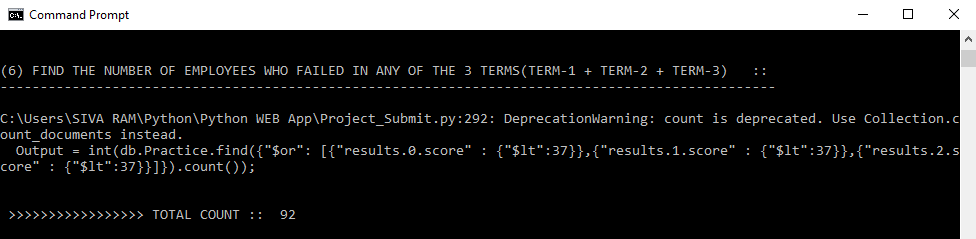 Command Prompt
(6) FIND THE NUMBER OF EMPLOYEES WHO FAILED IN ANY OF THE 3 TERMS(TERM-1 + TERM-2 + TERM-3)   ::
-------------------------------------------------------------------------------------------------
C:\Users\SIVA RAM\Python\Python WEB App\Project_Submit.py:292: DeprecationWarning: count is deprecated. Use Collection.c
ount_documents instead.
  Output = int(db.Practice.find({"$or": [{"results.0.score" : {"$lt":37}},{"results.1.score" : {"$lt":37}},{"results.2.s
core" : {"$lt":37}}]}).count());
>>>>>>>>>>>>>>>>> TOTAL COUNT ::  92